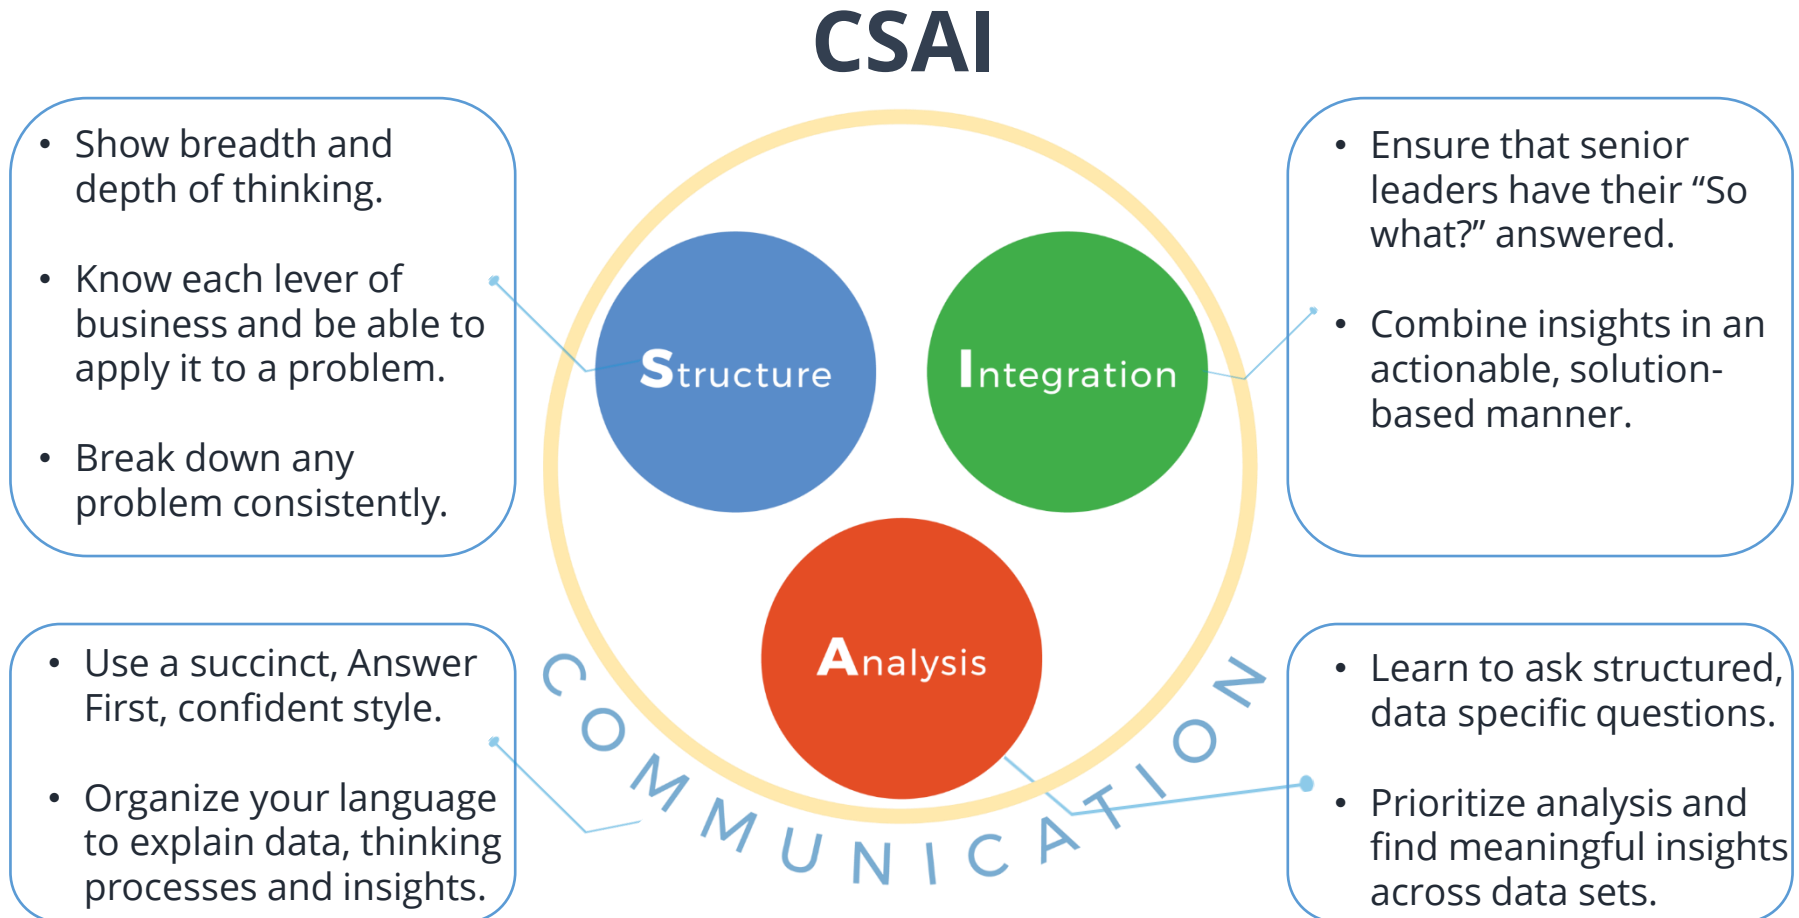 CSAI
• Show breadth and
depth of thinking.
• Know each lever of
business and be able to
apply it to a problem.
• Break down any
problem consistently.
Structure
Integration
Analysis
COMMUNICATION
• Ensure that senior
leaders have their “So
what?” answered.
• Combine insights in an
actionable, solution-
based manner.
• Use a succinct, Answer
First, confident style.
• Organize your language
to explain data, thinking
processes and insights.
• Learn to ask structured,
data specific questions.
• Prioritize analysis and
find meaningful insights
across data sets.